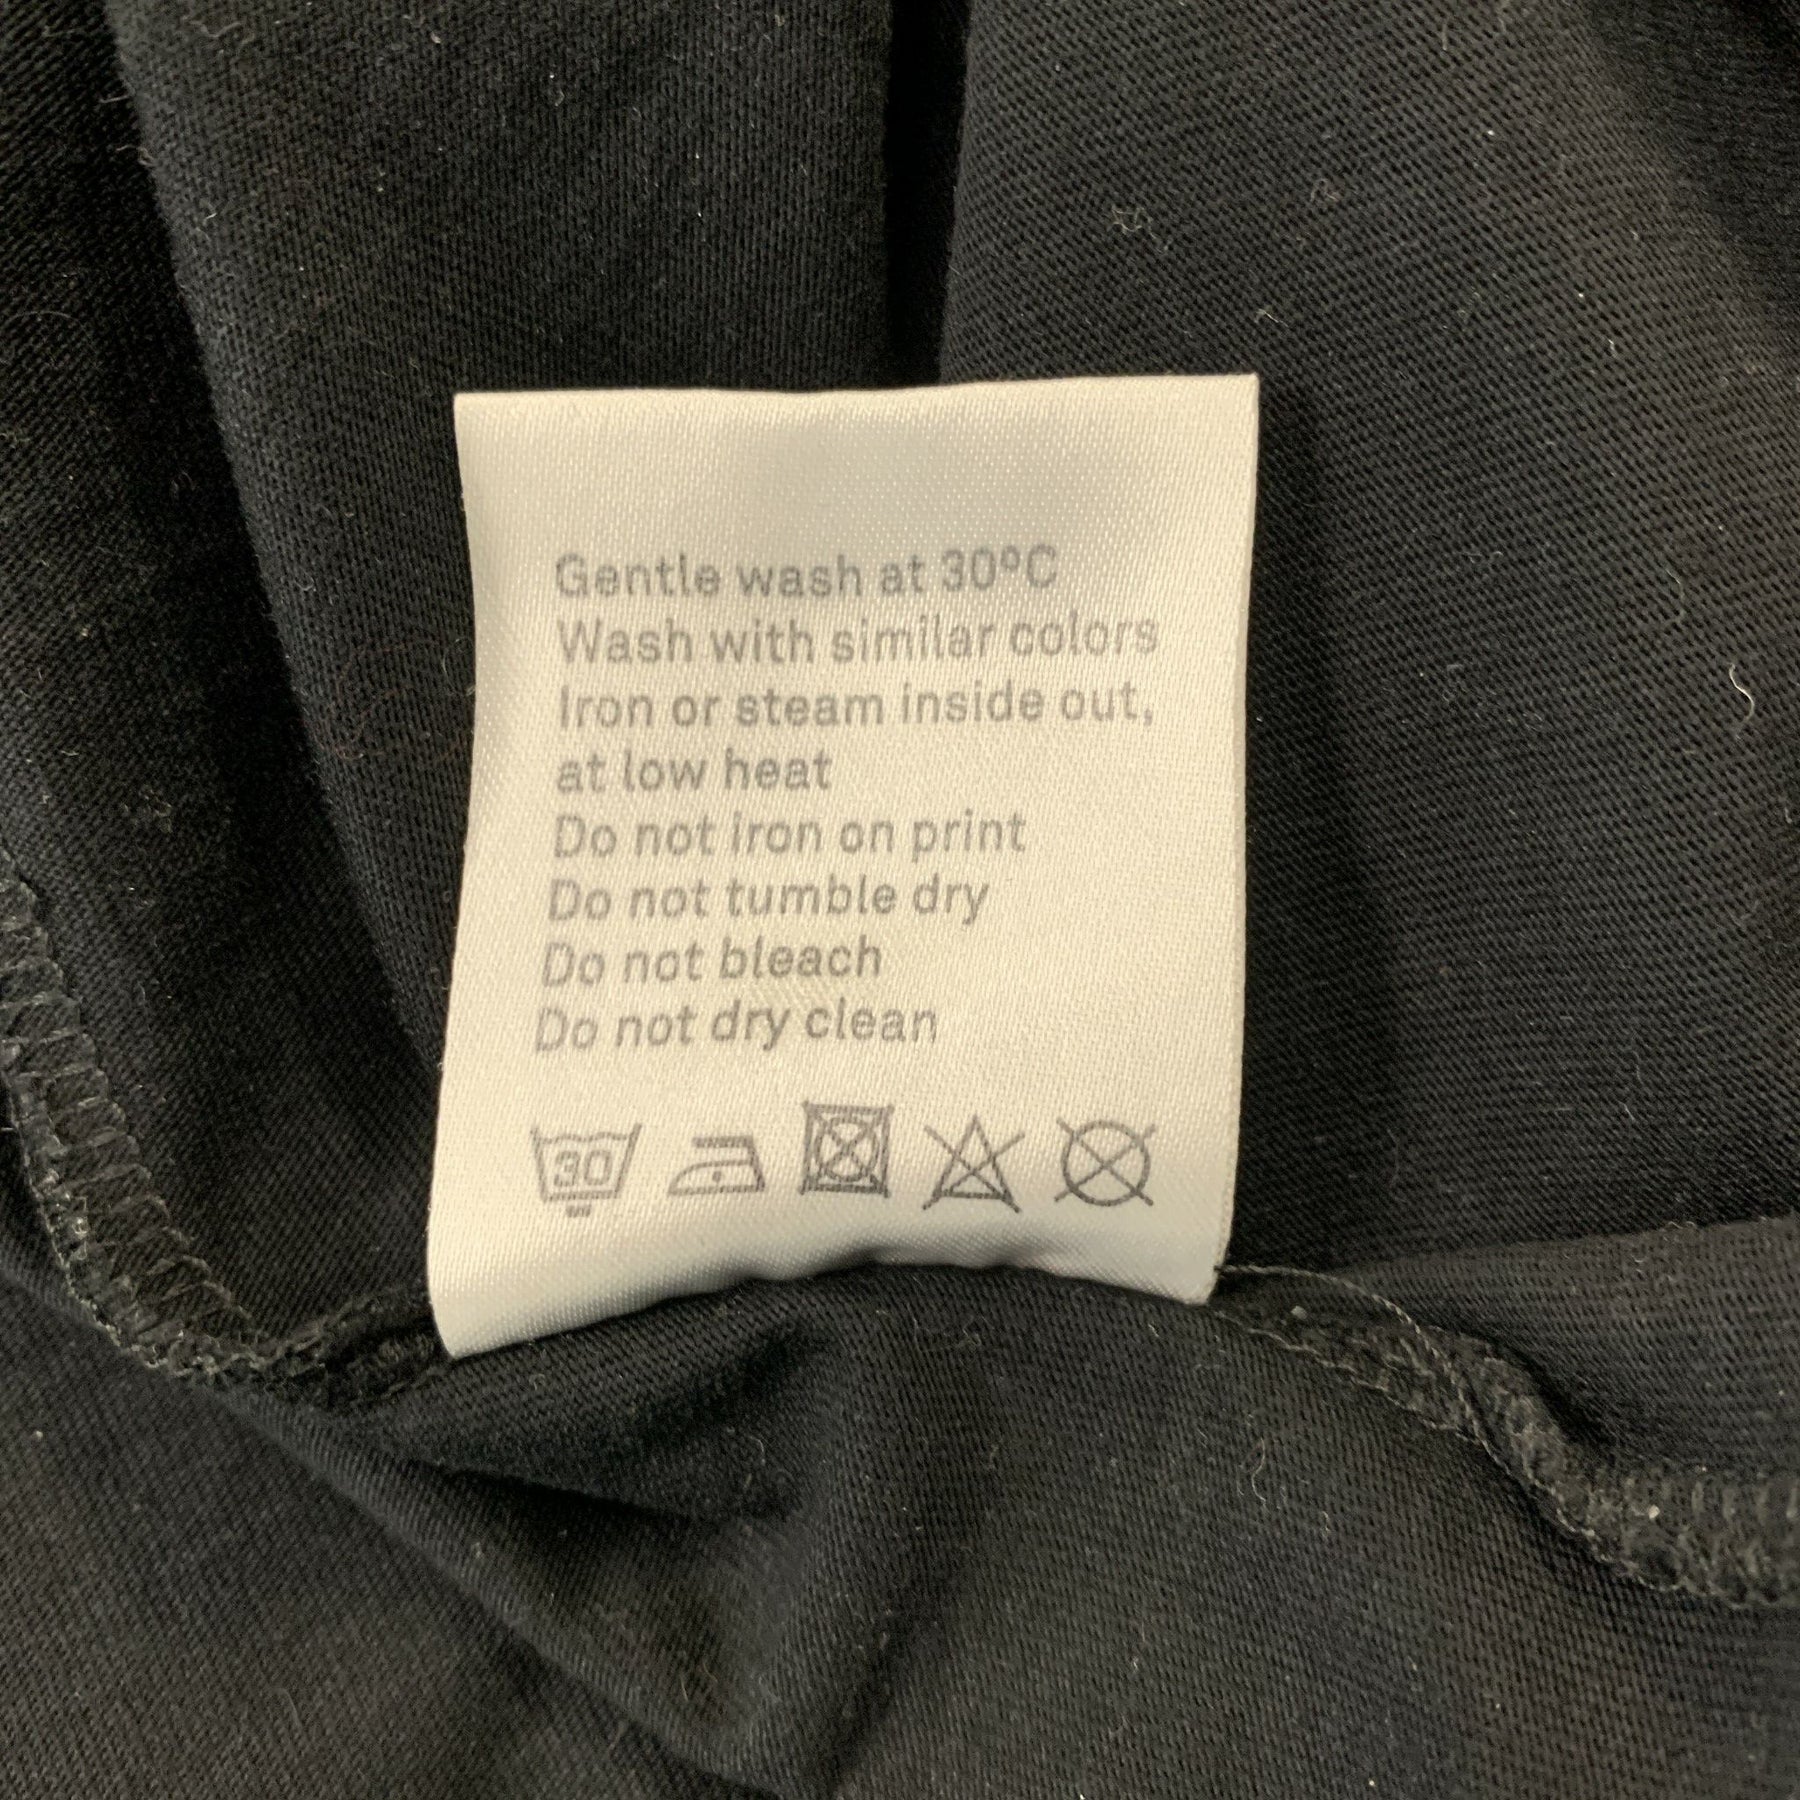 Gentle wash at 30ºC
Wash with similar colors
Iron or steam inside out,
at low heat
Do not iron on print
Do not tumble dry
Do not bleach
Do not dry clean
30